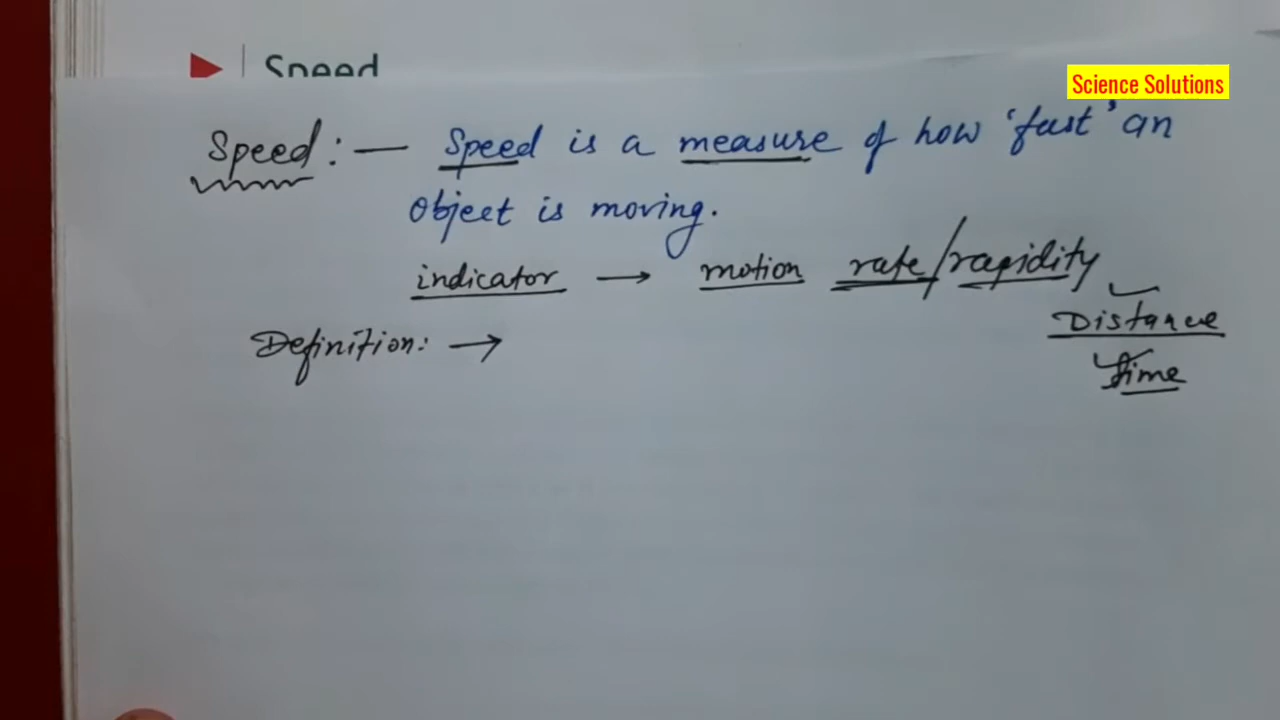 Speed
Science Solutions
Speed : — Speed is a measure of how 'fast' an
object is moving.
indicator → motion rate/rapidity
Distance
time
Definition: →